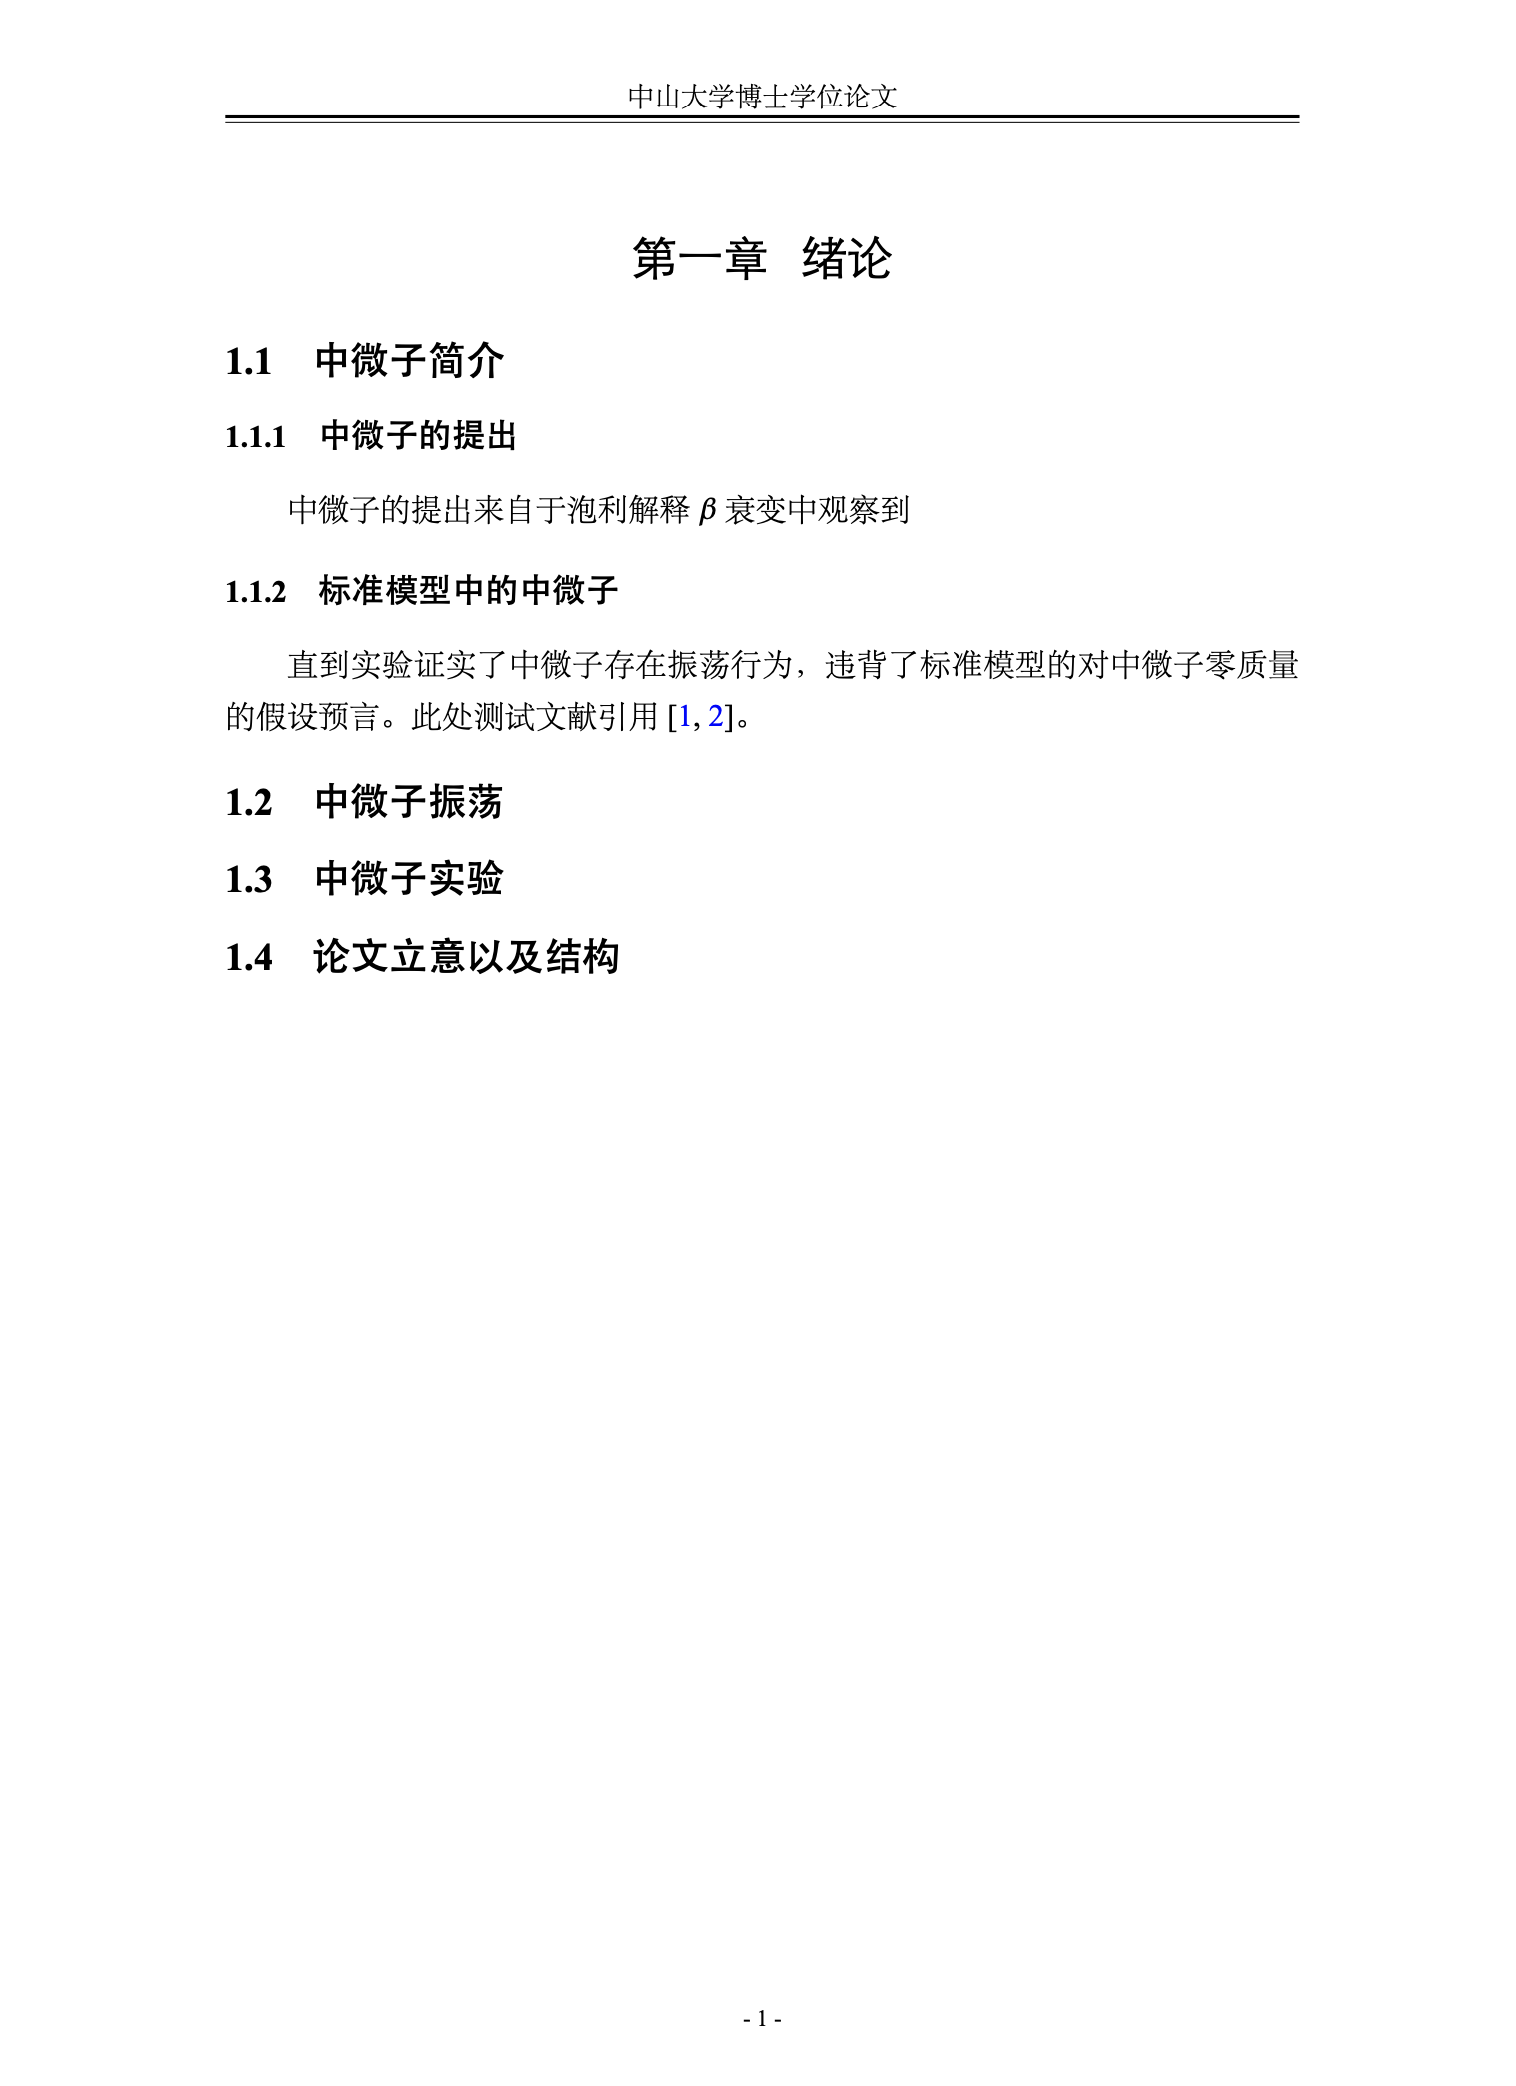 中山大学博士学位论文
第一章 绪论
1.1 中微子简介
1.1.1 中微子的提出
中微子的提出来自于泡利解释 β 衰变中观察到
1.1.2 标准模型中的中微子
直到实验证实了中微子存在振荡行为，违背了标准模型的对中微子零质量
的假设预言。此处测试文献引用 [1, 2]。
1.2 中微子振荡
1.3 中微子实验
1.4 论文立意以及结构
- 1 -